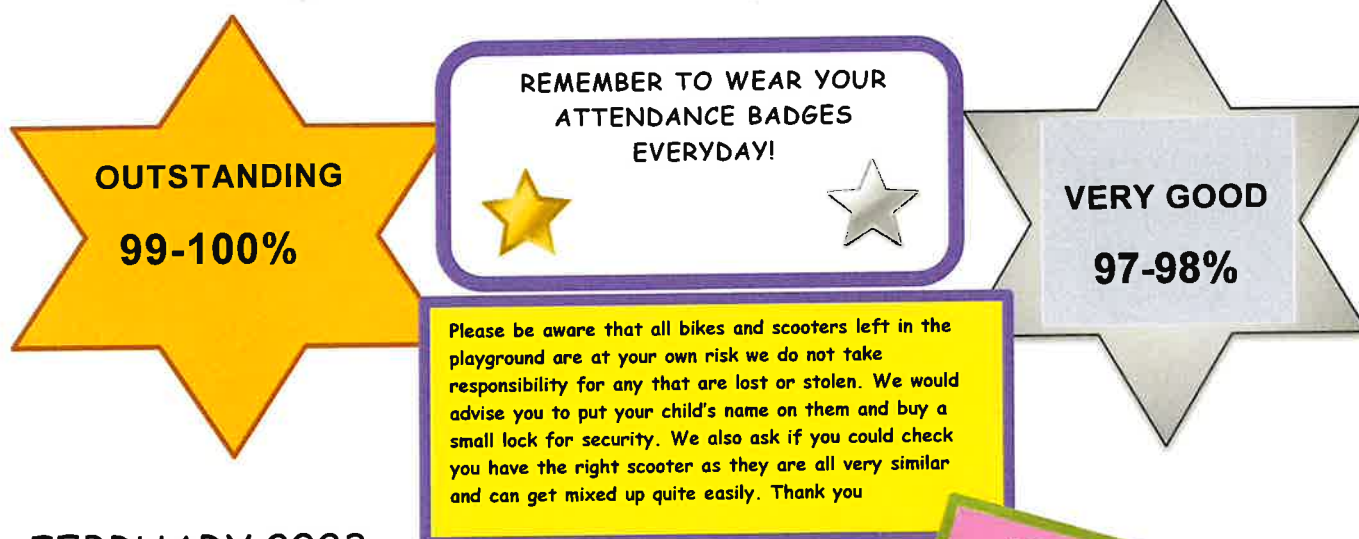 OUTSTANDING
99-100%
REMEMBER TO WEAR YOUR
ATTENDANCE BADGES
EVERYDAY!
VERY GOOD
97-98%
Please be aware that all bikes and scooters left in the
playground are at your own risk we do not take
responsibility for any that are lost or stolen. We would
advise you to put your child's name on them and buy a
small lock for security. We also ask if you could check
you have the right scooter as they are all very similar
and can get mixed up quite easily. Thank you